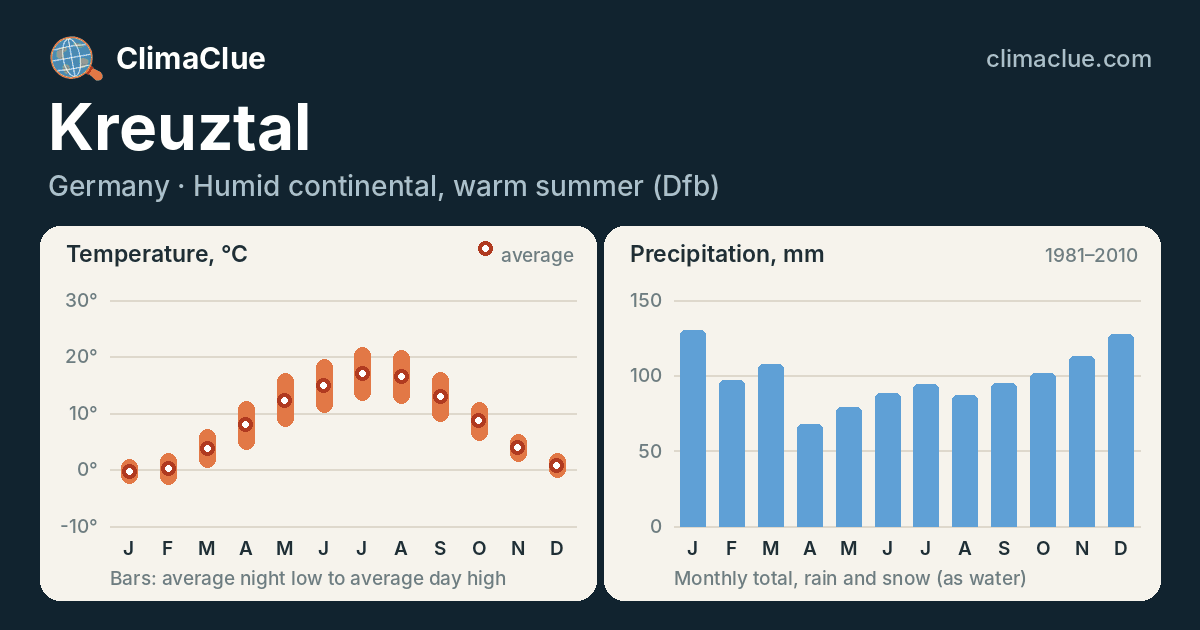 ClimaClue
climaclue.com
Kreuztal
Germany · Humid continental, warm summer (Dfb)
Temperature, °C
average
30°
20°
10°
0°
-10°
J F M A M J J A S O N D
Bars: average night low to average day high
Precipitation, mm
1981–2010
150
100
50
0
J F M A M J J A S O N D
Monthly total, rain and snow (as water)